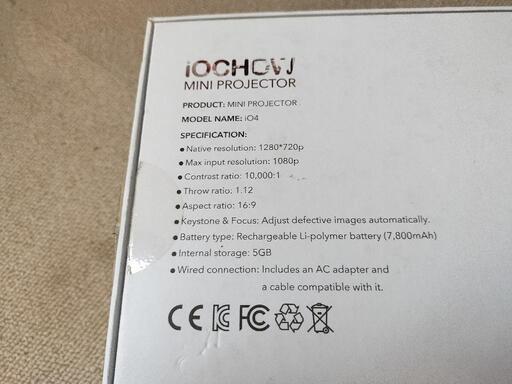 iOCHOW
MINI PROJECTOR
PRODUCT: MINI PROJECTOR
MODEL NAME: iO4
SPECIFICATION:
• Native resolution: 1280*720p
• Max input resolution: 1080p
• Contrast ratio: 10,000:1
• Throw ratio: 1.12
• Aspect ratio: 16:9
• Keystone & Focus: Adjust defective images automatically.
• Battery type: Rechargeable Li-polymer battery (7,800mAh)
• Internal storage: 5GB
• Wired connection: Includes an AC adapter and
a cable compatible with it.
CE FC